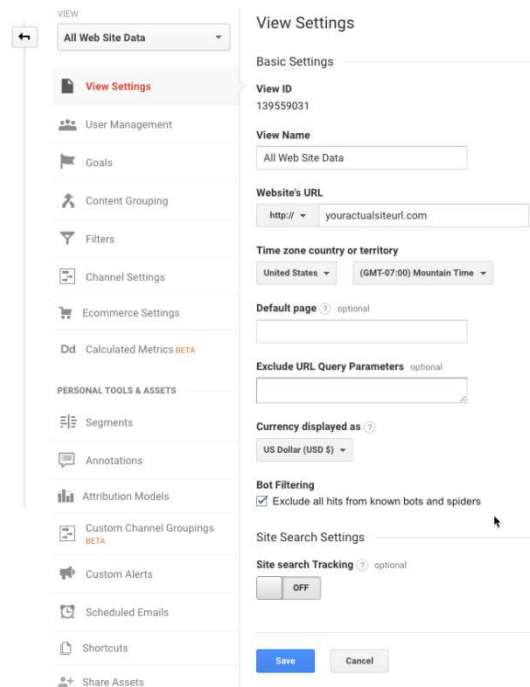 VIEW
All Web Site Data
View Settings
User Management
Goals
Content Grouping
Filters
Channel Settings
Ecommerce Settings
Dd Calculated Metrics BETA
PERSONAL TOOLS & ASSETS
Segments
Annotations
Attribution Models
Custom Channel Groupings
BETA
Custom Alerts
Scheduled Emails
Shortcuts
Share Assets
View Settings
Basic Settings
View ID
139559031
View Name
All Web Site Data
Website's URL
http:// youractualsiteurl.com
Time zone country or territory
United States (GMT-07:00) Mountain Time
Default page ? optional
Exclude URL Query Parameters optional
Currency displayed as ?
US Dollar (USD $)
Bot Filtering
Exclude all hits from known bots and spiders
Site Search Settings
Site search Tracking ? optional
OFF
Save Cancel